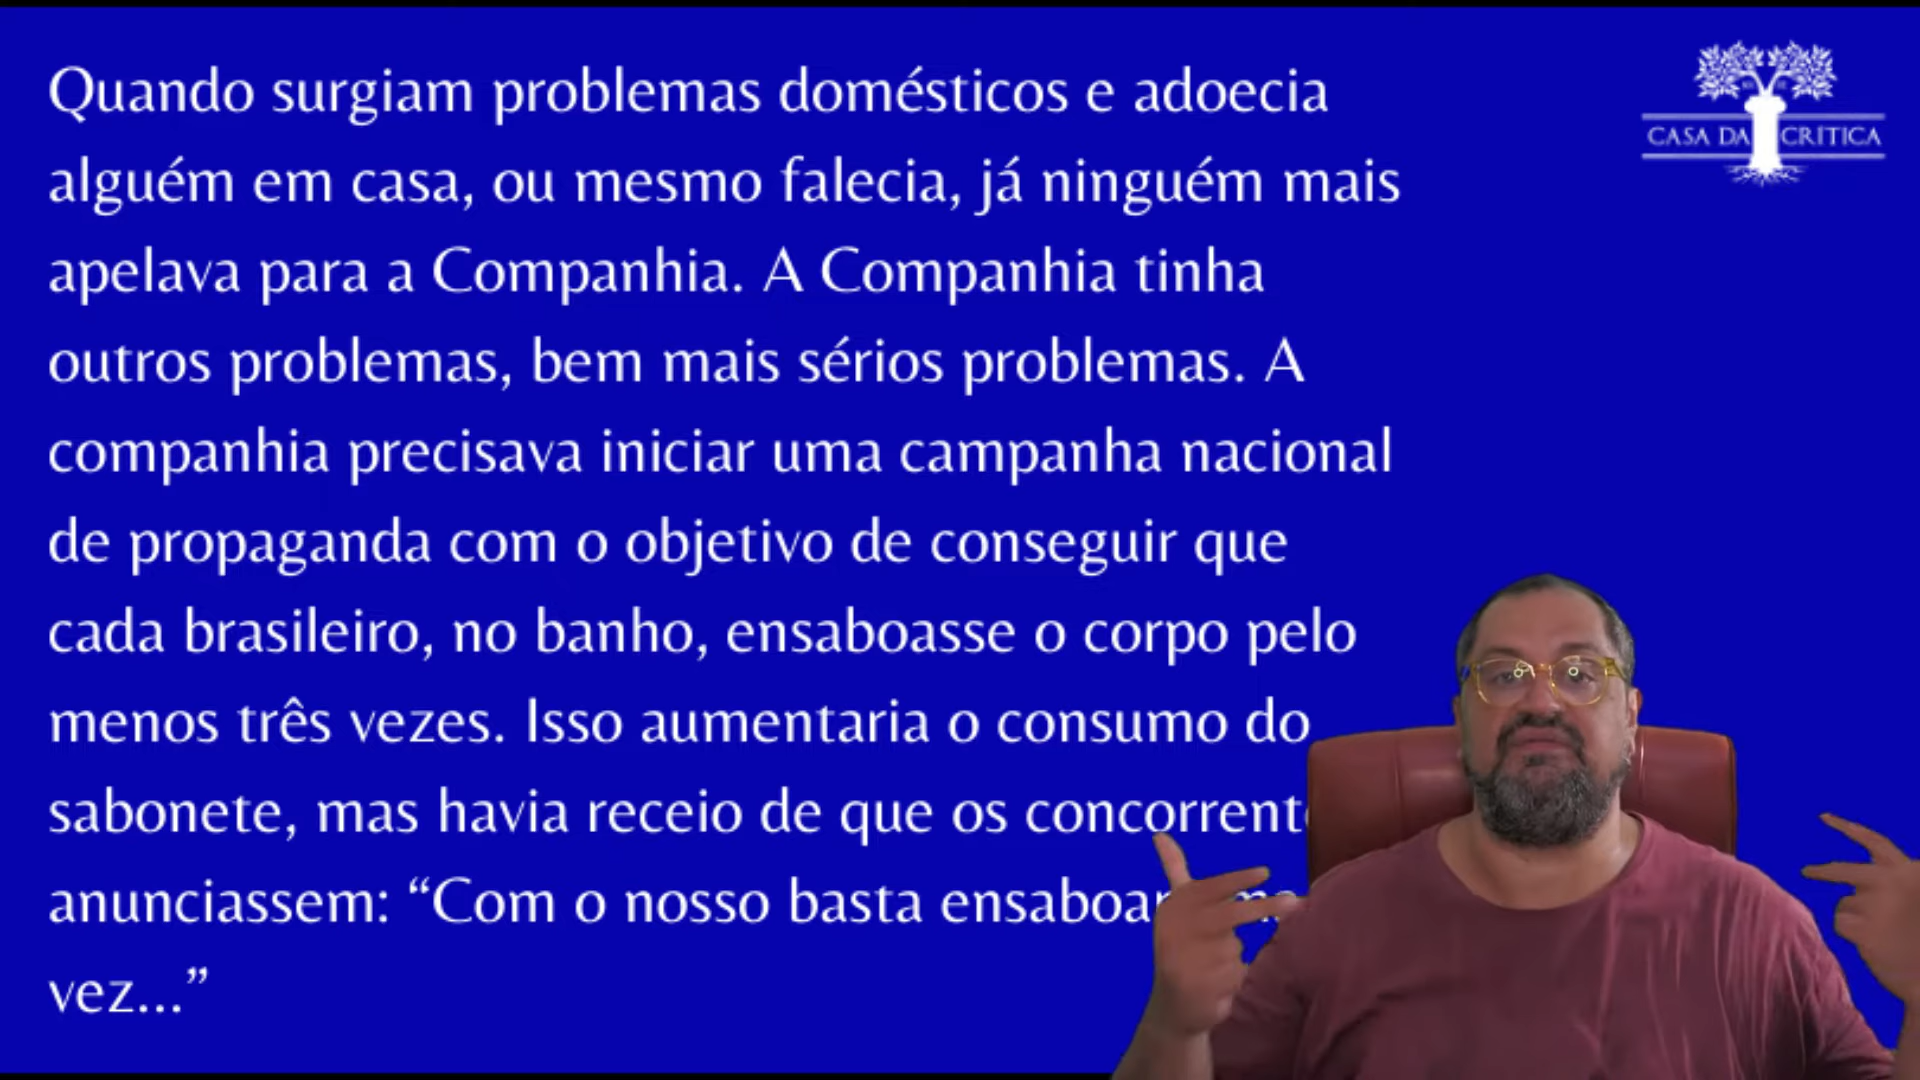 Quando surgiam problemas domésticos e adoecia
alguém em casa, ou mesmo falecia, já ninguém mais
apelava para a Companhia. A Companhia tinha
outros problemas, bem mais sérios problemas. A
companhia precisava iniciar uma campanha nacional
de propaganda com o objetivo de conseguir que
cada brasileiro, no banho, ensaboasse o corpo pelo
menos três vezes. Isso aumentaria o consumo do
sabonete, mas havia receio de que os
anunciassem: “Com o nosso basta
vez...”
CASA DA CRÍTICA